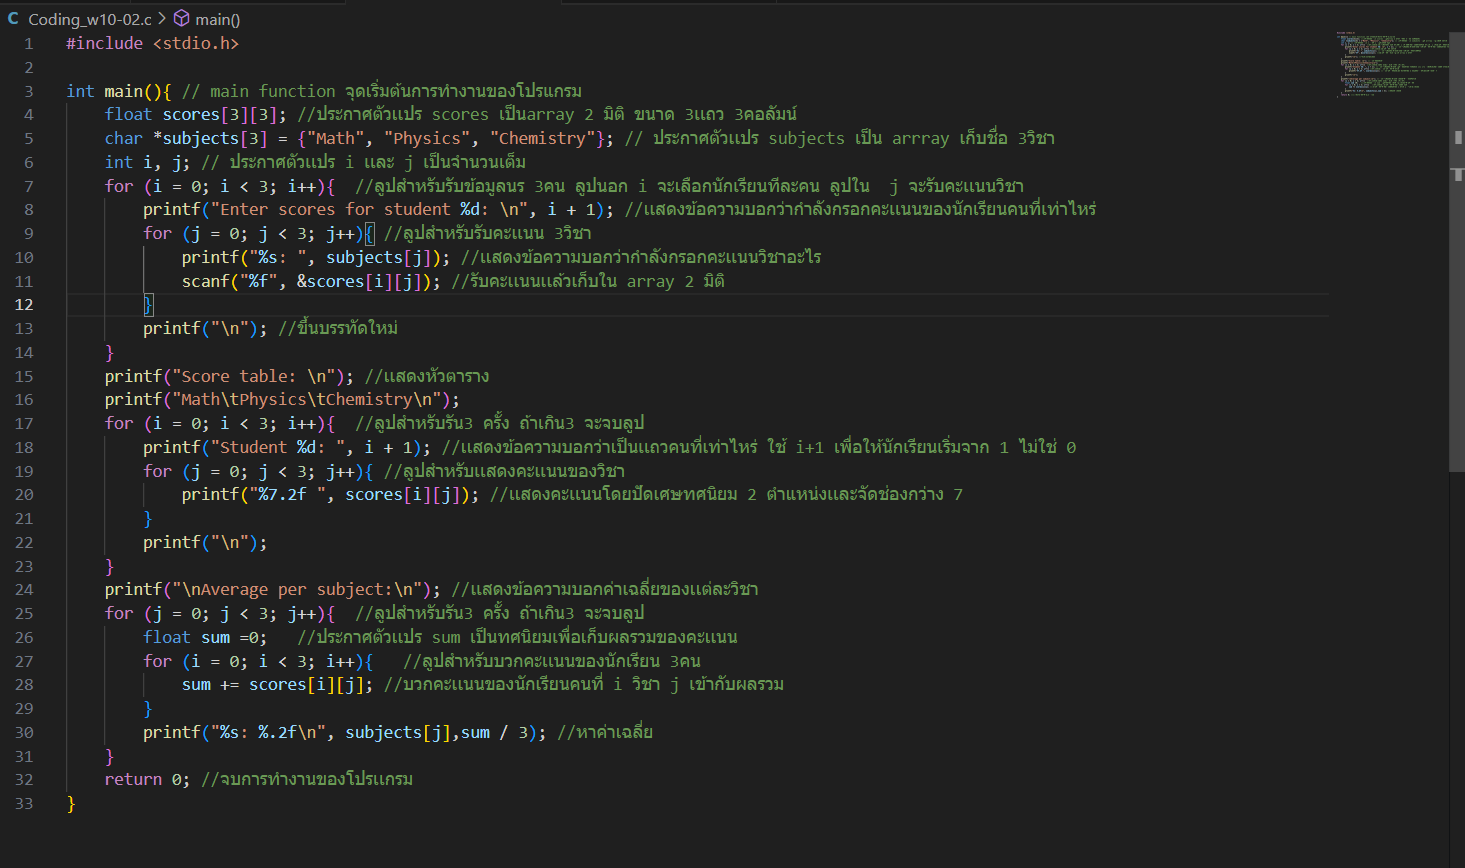 Coding_w10-02.c > main()
1 #include <stdio.h>
2
3 int main(){ // main function จุดเริ่มต้นการทำงานของโปรแกรม
4 float scores[3][3]; //ประกาศตัวแปร scores เป็นarray 2 มิติ ขนาด 3แถว 3คอลัมน์
5 char *subjects[3] = {"Math", "Physics", "Chemistry"}; // ประกาศตัวแปร subjects เป็น arrray เก็บชื่อ 3วิชา
6 int i, j; // ประกาศตัวแปร i และ j เป็นจำนวนเต็ม
7 for (i = 0; i < 3; i++){ //ลูปสำหรับรับข้อมูลนร 3คน ลูปนอก i จะเลือกนักเรียนทีละคน ลูปใน j จะรับคะแนนวิชา
8 printf("Enter scores for student %d: \n", i + 1); //แสดงข้อความบอกว่ากำลังกรอกคะแนนของนักเรียนคนที่เท่าไหร่
9 for (j = 0; j < 3; j++){ //ลูปสำหรับรับคะแนน 3วิชา
10 printf("%s: ", subjects[j]); //แสดงข้อความบอกว่ากำลังกรอกคะแนนวิชาอะไร
11 scanf("%f", &scores[i][j]); //รับคะแนนแล้วเก็บใน array 2 มิติ
12 }
13 printf("\n"); //ขึ้นบรรทัดใหม่
14 }
15 printf("Score table: \n"); //แสดงหัวตาราง
16 printf("Math\tPhysics\tChemistry\n");
17 for (i = 0; i < 3; i++){ //ลูปสำหรับรัน3 ครั้ง ถ้าเกิน3 จะจบลูป
18 printf("Student %d: ", i + 1); //แสดงข้อความบอกว่าเป็นแถวคนที่เท่าไหร่ ใช้ i+1 เพื่อให้นักเรียนเริ่มจาก 1 ไม่ใช่ 0
19 for (j = 0; j < 3; j++){ //ลูปสำหรับแสดงคะแนนของวิชา
20 printf("%7.2f ", scores[i][j]); //แสดงคะแนนโดยปัดเศษทศนิยม 2 ตำแหน่งและจัดช่องกว่าง 7
21 }
22 printf("\n");
23 }
24 printf("\nAverage per subject:\n"); //แสดงข้อความบอกค่าเฉลี่ยของแต่ละวิชา
25 for (j = 0; j < 3; j++){ //ลูปสำหรับรัน3 ครั้ง ถ้าเกิน3 จะจบลูป
26 float sum =0; //ประกาศตัวแปร sum เป็นทศนิยมเพื่อเก็บผลรวมของคะแนน
27 for (i = 0; i < 3; i++){ //ลูปสำหรับบวกคะแนนของนักเรียน 3คน
28 sum += scores[i][j]; //บวกคะแนนของนักเรียนคนที่ i วิชา j เข้ากับผลรวม
29 }
30 printf("%s: %.2f\n", subjects[j],sum / 3); //หาค่าเฉลี่ย
31 }
32 return 0; //จบการทำงานของโปรแกรม
33 }